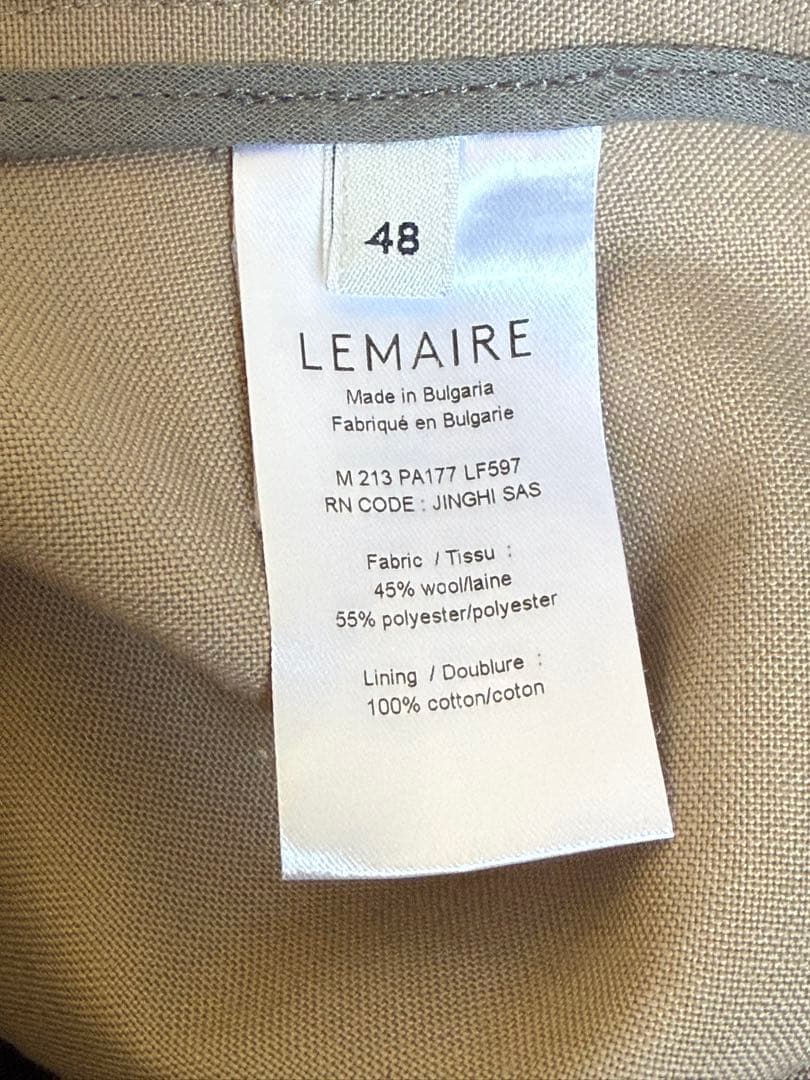 48
LEMAIRE
Made in Bulgaria
Fabriqué en Bulgarie
M 213 PA177 LF597
RN CODE : JINGHI SAS
Fabric / Tissu :
45% wool/laine
55% polyester/polyester
Lining / Doublure :
100% cotton/coton